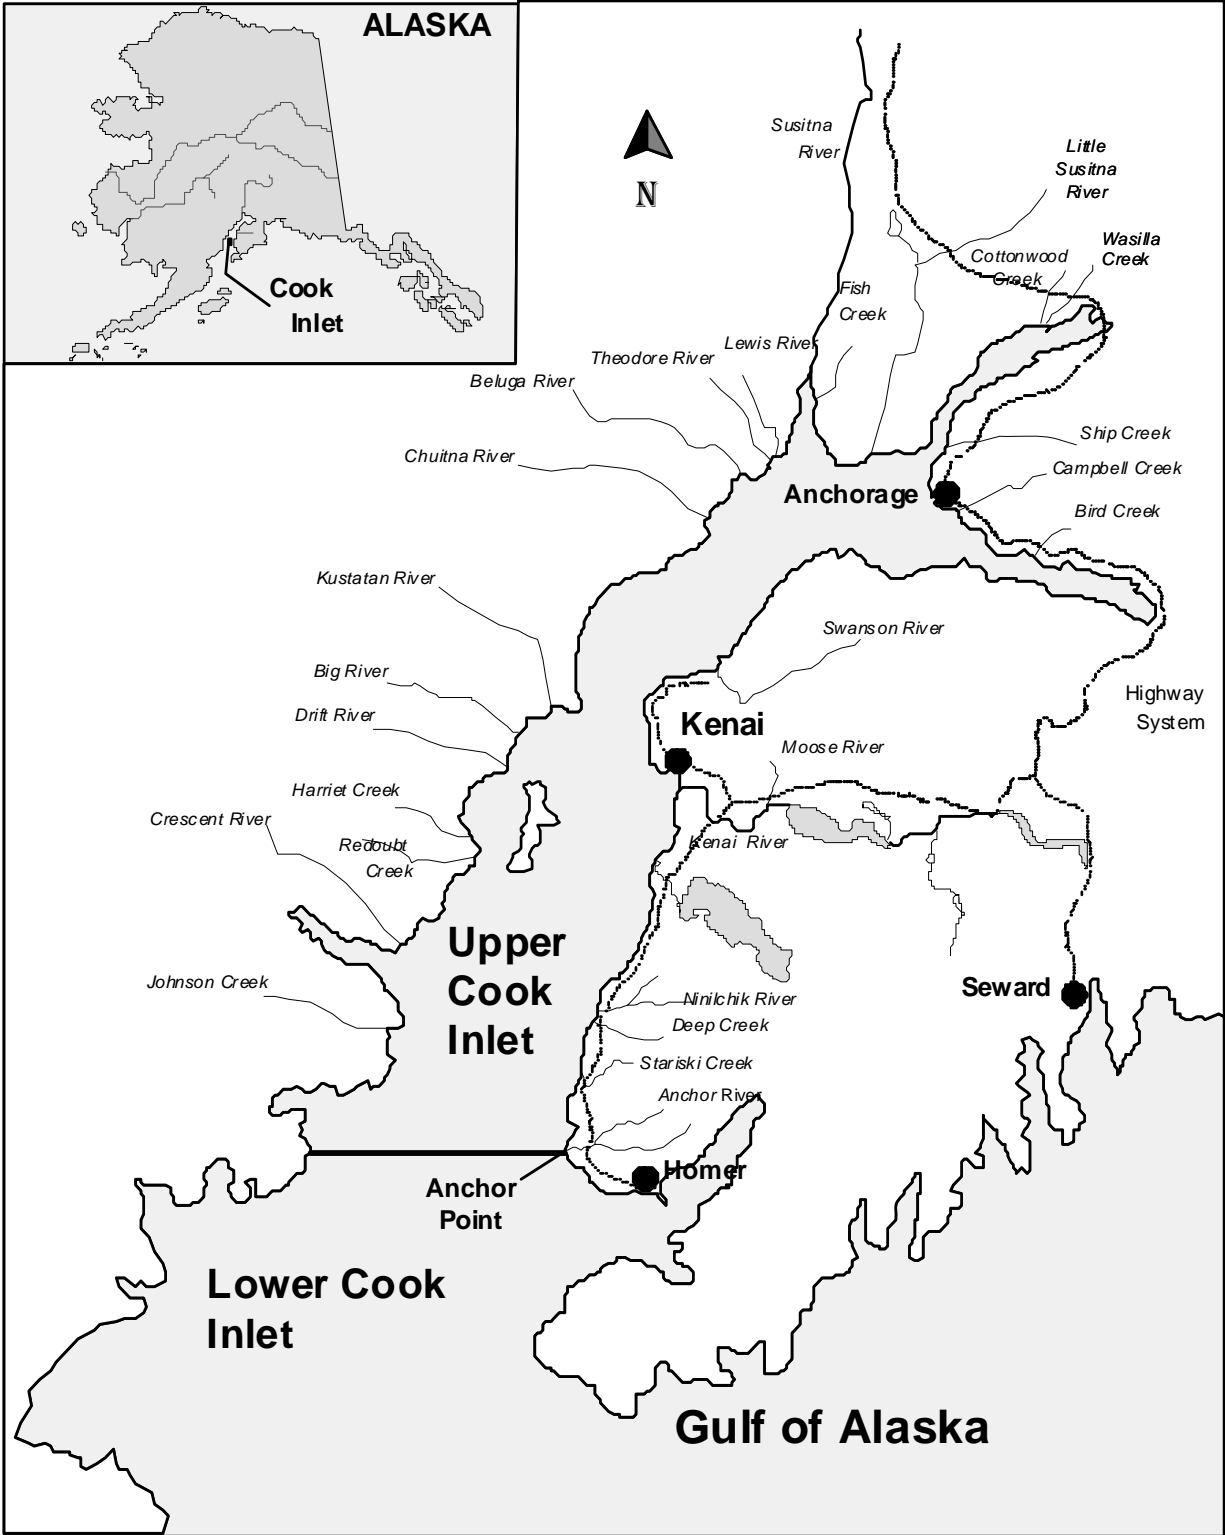 ALASKA
Cook
Inlet
N
Susitna
River
Little
Susitna
River
Wasilla
Creek
Cottonwood
Creek
Fish
Creek
Lewis River
Theodore River
Beluga River
Chuitna River
Ship Creek
Campbell Creek
Anchorage
Bird Creek
Kustatan River
Swanson River
Big River
Highway
System
Drift River
Kenai
Moose River
Harriet Creek
Crescent River
Redoubt
Creek
Kenai River
Upper
Cook
Inlet
Johnson Creek
Seward
Ninilchik River
Deep Creek
Stariski Creek
Anchor River
Homer
Anchor
Point
Lower Cook
Inlet
Gulf of Alaska